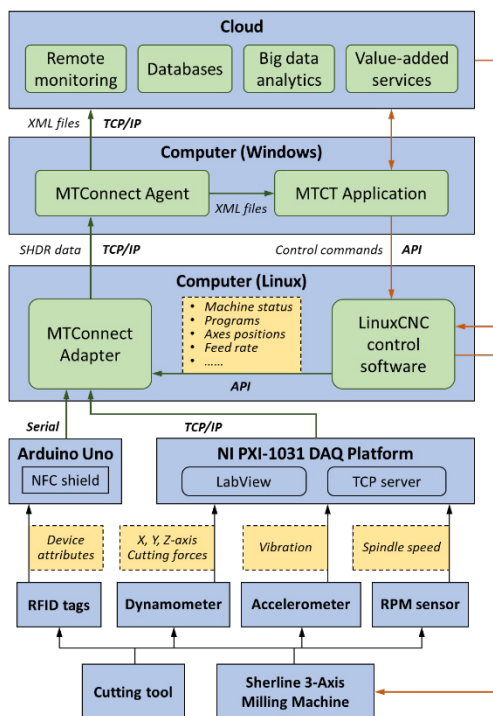 Cloud
Remote
monitoring
Databases
Big data
analytics
Value-added
services
XML files
TCP/IP
Computer (Windows)
MTConnect Agent
MTCT Application
XML files
SHDR data
TCP/IP
Control commands
API
Computer (Linux)
MTConnect
Adapter
• Machine status
• Programs
• Axes positions
• Feed rate
• ......
LinuxCNC
control
software
API
Serial
TCP/IP
Arduino Uno
NFC shield
NI PXI-1031 DAQ Platform
LabView
TCP server
Device
attributes
X, Y, Z-axis
Cutting forces
Vibration
Spindle speed
RFID tags
Dynamometer
Accelerometer
RPM sensor
Cutting tool
Sherline 3-Axis
Milling Machine